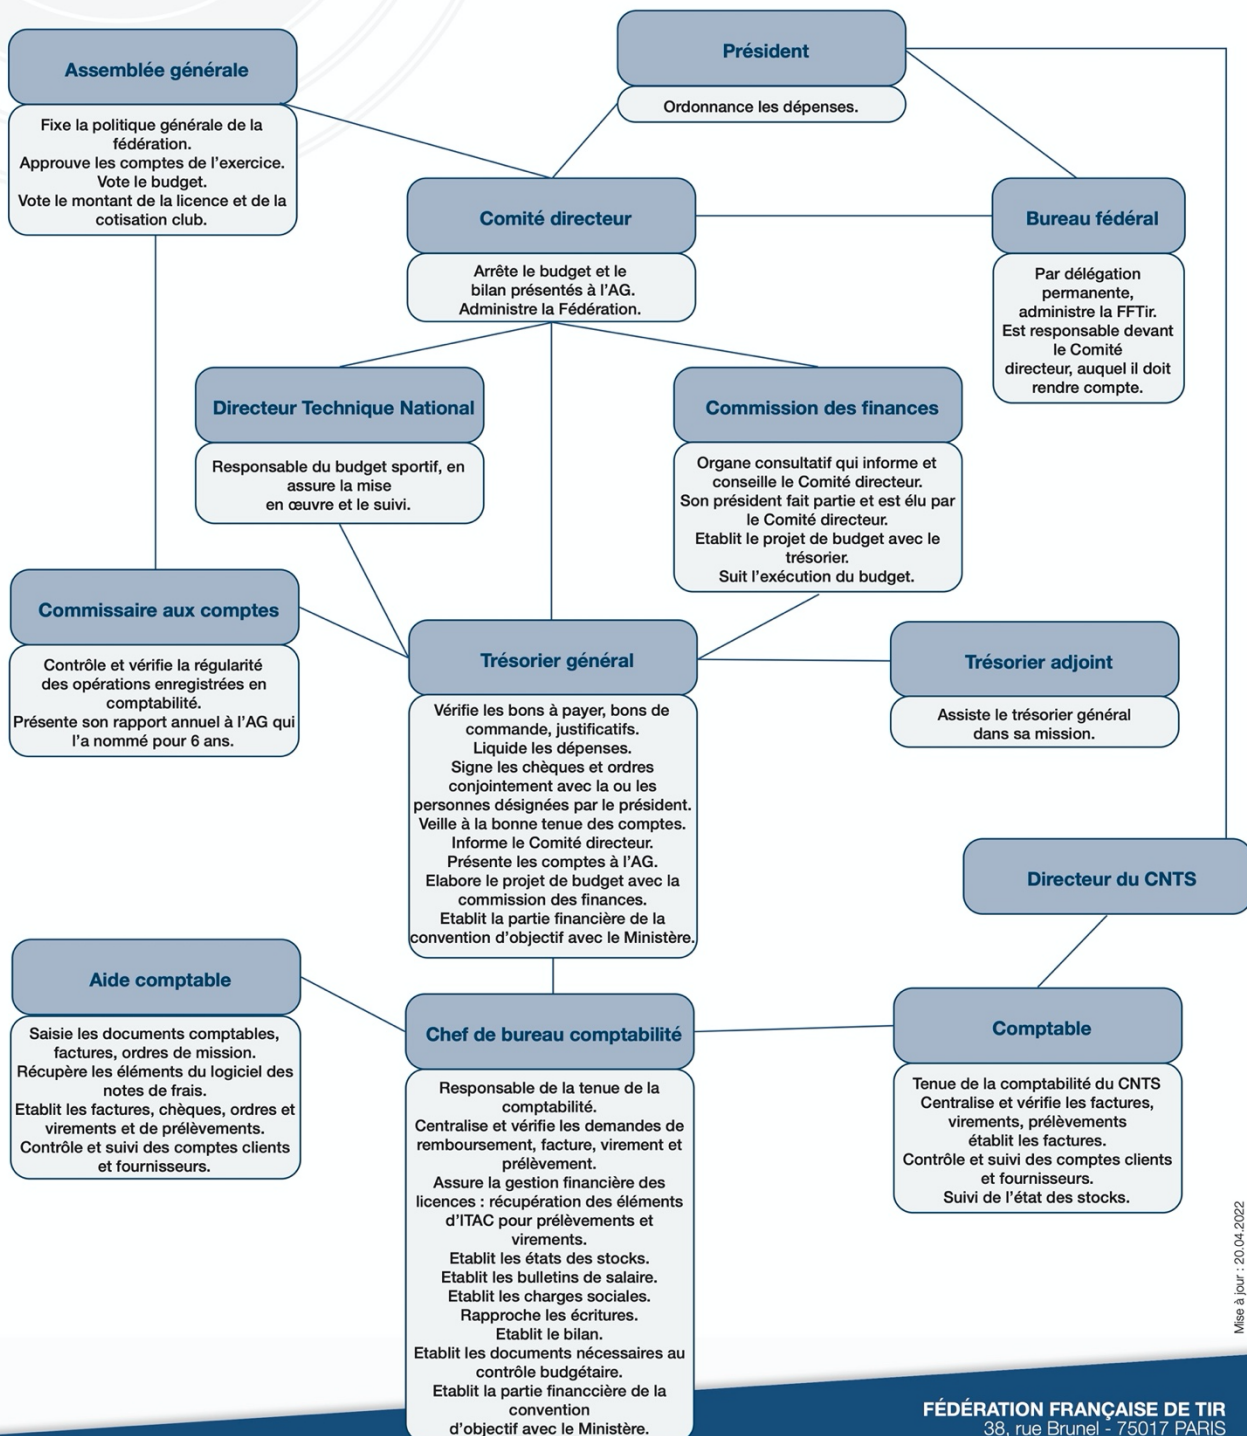 Assemblée générale
Fixe la politique générale de la
fédération.
Approuve les comptes de l'exercice.
Vote le budget.
Vote le montant de la licence et de la
cotisation club.
Président
Ordonnance les dépenses.
Comité directeur
Arrête le budget et le
bilan présentés à l'AG.
Administre la Fédération.
Bureau fédéral
Par délégation
permanente,
administre la FFTir.
Est responsable devant
le Comité
directeur, auquel il doit
rendre compte.
Directeur Technique National
Responsable du budget sportif, en
assure la mise
en œuvre et le suivi.
Commission des finances
Organe consultatif qui informe et
conseille le Comité directeur.
Son président fait partie et est élu par
le Comité directeur.
Etablit le projet de budget avec le
trésorier.
Suit l'exécution du budget.
Commissaire aux comptes
Contrôle et vérifie la régularité
des opérations enregistrées en
comptabilité.
Présente son rapport annuel à l'AG qui
l'a nommé pour 6 ans.
Trésorier général
Vérifie les bons à payer, bons de
commande, justificatifs.
Liquide les dépenses.
Signe les chèques et ordres
conjointement avec la ou les
personnes désignées par le président.
Veille à la bonne tenue des comptes.
Informe le Comité directeur.
Présente les comptes à l'AG.
Elabore le projet de budget avec la
commission des finances.
Etablit la partie financière de la
convention d'objectif avec le Ministère.
Trésorier adjoint
Assiste le trésorier général
dans sa mission.
Directeur du CNTS
Aide comptable
Saisie les documents comptables,
factures, ordres de mission.
Récupère les éléments du logiciel des
notes de frais.
Etablit les factures, chèques, ordres et
virements et de prélèvements.
Contrôle et suivi des comptes clients
et fournisseurs.
Chef de bureau comptabilité
Responsable de la tenue de la
comptabilité.
Centralise et vérifie les demandes de
remboursement, facture, virement et
prélèvement.
Assure la gestion financière des
licences : récupération des éléments
d'ITAC pour prélèvements et
virements.
Etablit les états des stocks.
Etablit les bulletins de salaire.
Etablit les charges sociales.
Rapproche les écritures.
Etablit le bilan.
Etablit les documents nécessaires au
contrôle budgétaire.
Etablit la partie financcière de la
convention
d'objectif avec le Ministère.
Comptable
Tenue de la comptabilité du CNTS
Centralise et vérifie les factures,
virements, prélèvements
établit les factures.
Contrôle et suivi des comptes clients
et fournisseurs.
Suivi de l'état des stocks.
Mise à jour : 20.04.2022
FÉDÉRATION FRANÇAISE DE TIR
38, rue Brunel - 75017 PARIS